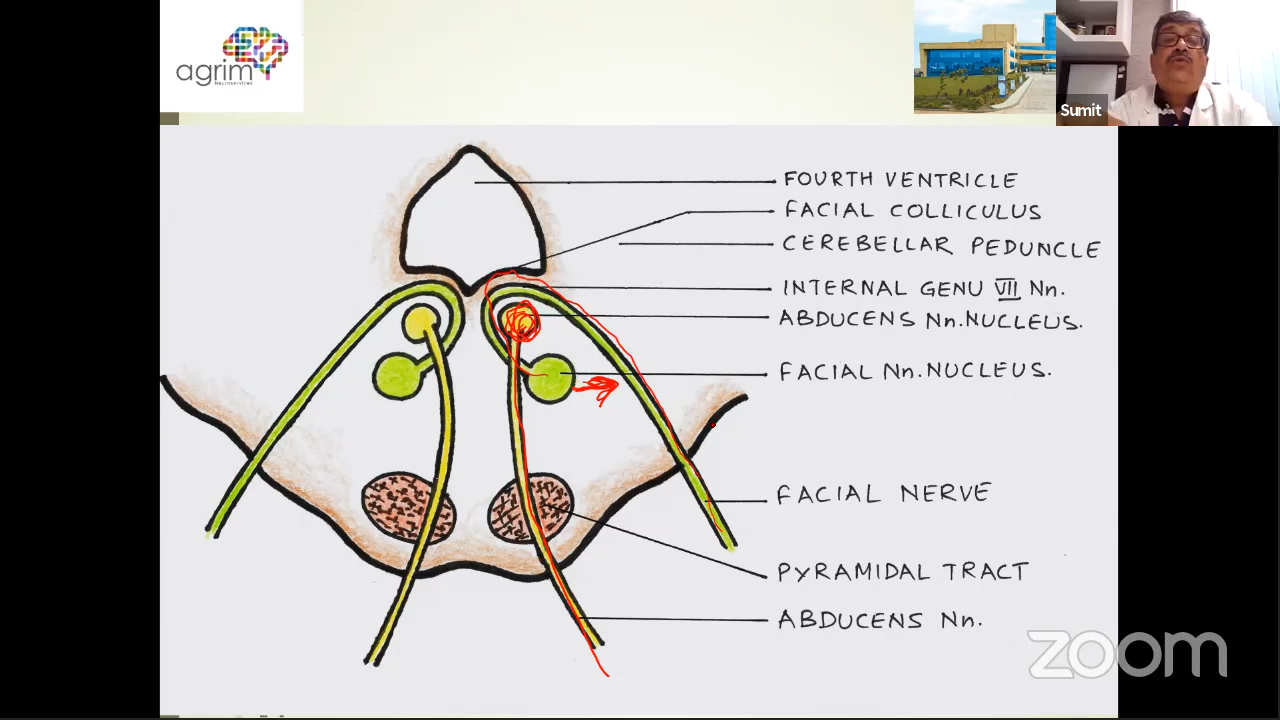 agrim
Neuroservices
Sumit
FOURTH VENTRICLE
FACIAL COLLICULUS
CEREBELLAR PEDUNCLE
INTERNAL GENU VII Nn.
ABDUCENS Nn. NUCLEUS.
FACIAL Nn. NUCLEUS.
FACIAL NERVE
PYRAMIDAL TRACT
ABDUCENS Nn.
zoom